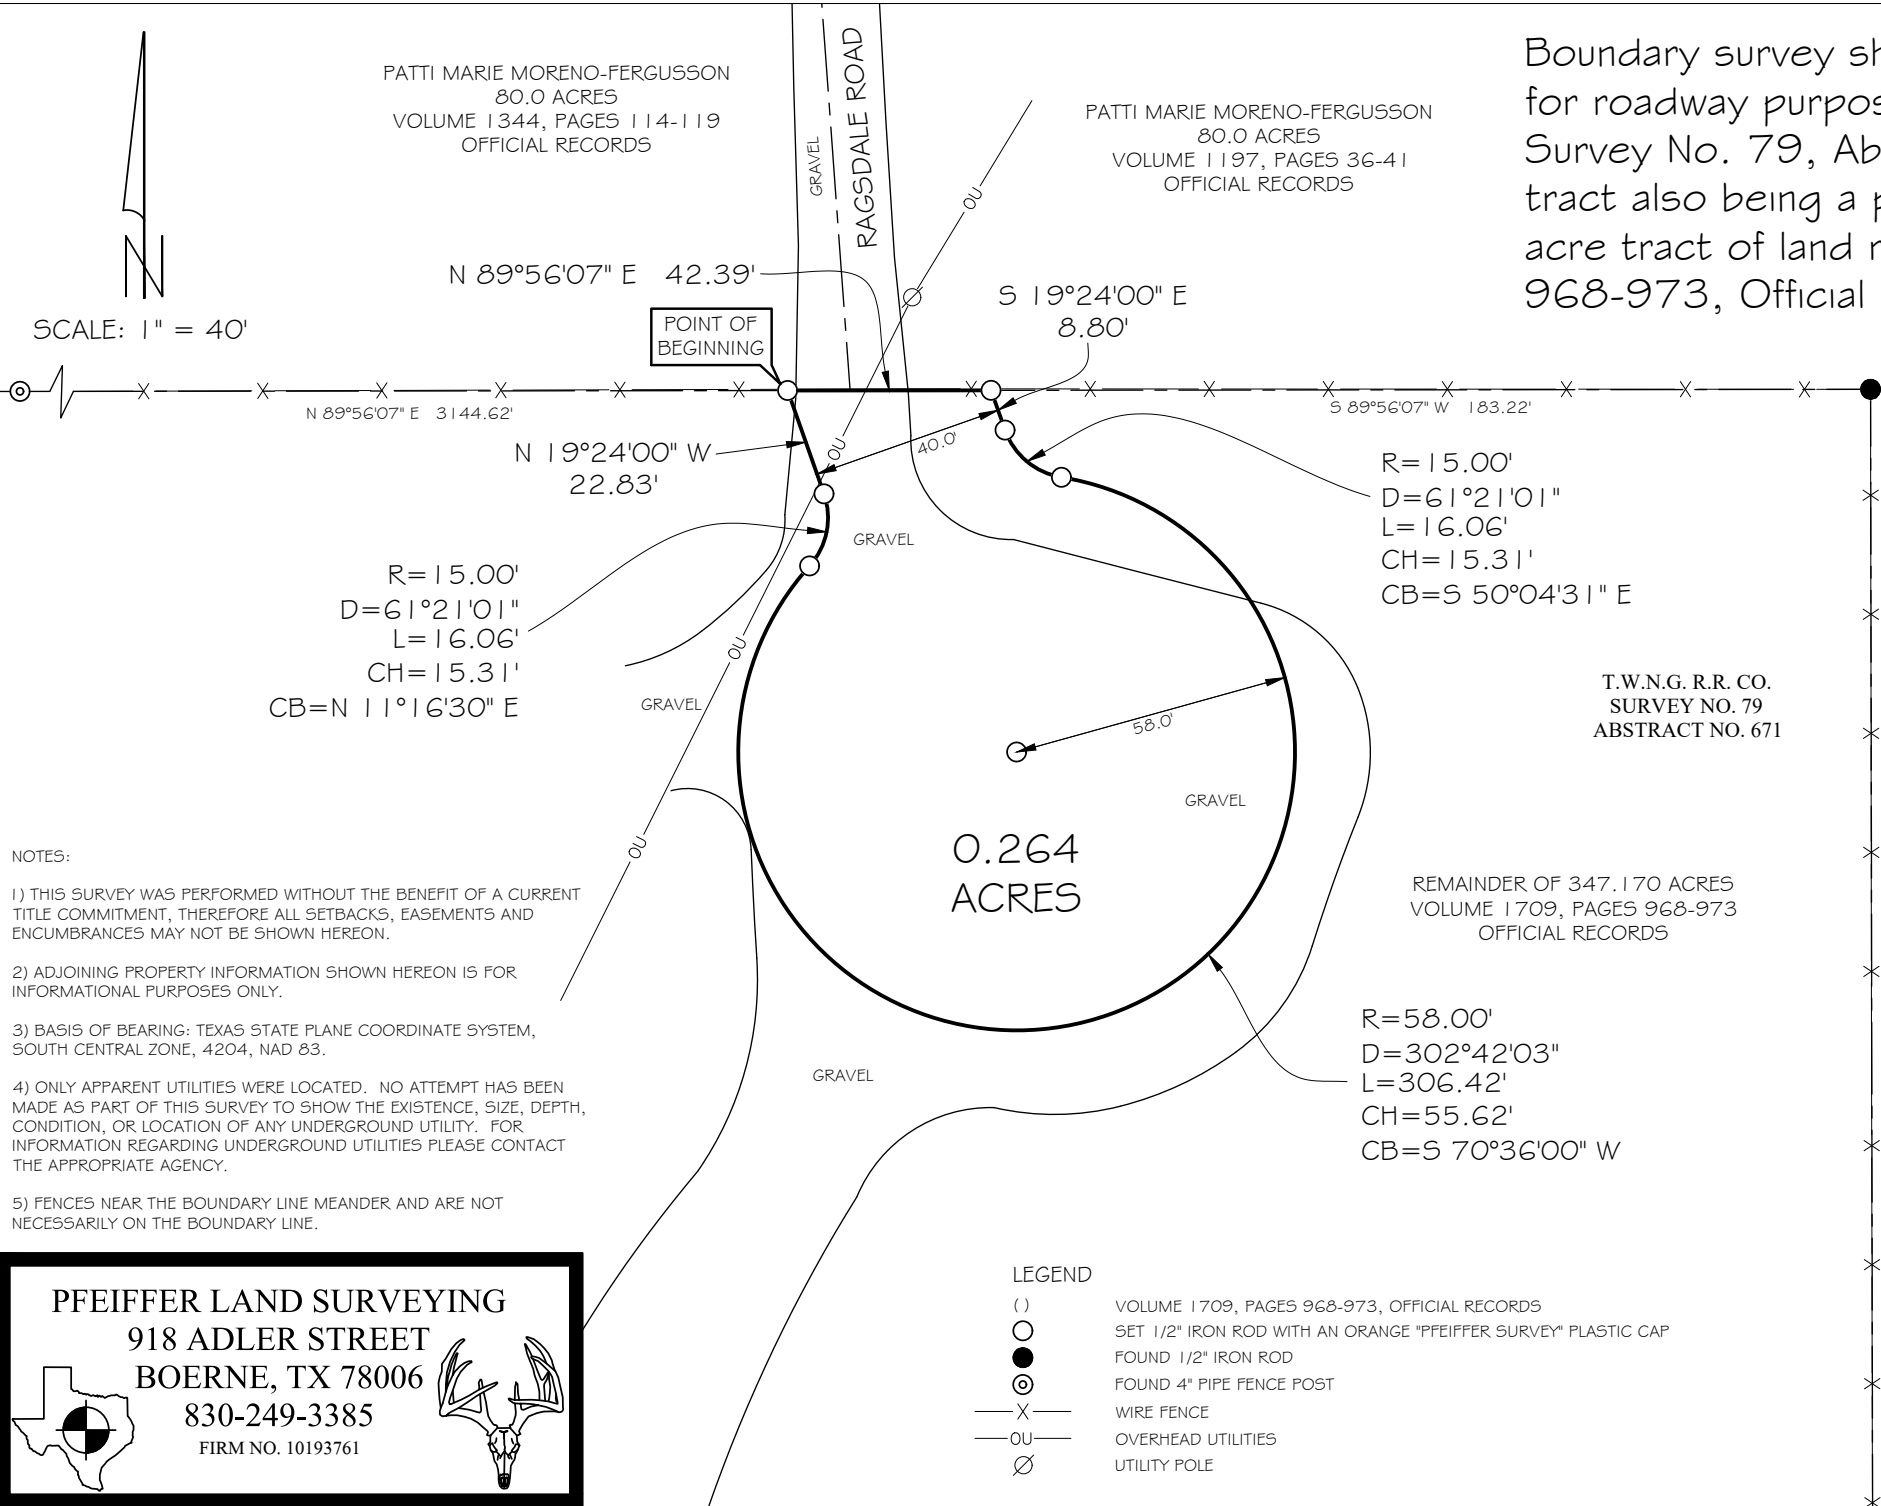 PATTI MARIE MORENO-FERGUSSON
80.0 ACRES
VOLUME 1344, PAGES 114-119
OFFICIAL RECORDS
GRAVEL
RAGSDALE ROAD
PATTI MARIE MORENO-FERGUSSON
80.0 ACRES
VOLUME 1197, PAGES 36-41
OFFICIAL RECORDS
Boundary survey sh
for roadway purpos
Survey No. 79, Ab
tract also being a p
acre tract of land
968-973, Official
N
SCALE: 1" = 40'
N 89°56'07" E 42.39'
OU
S 19°24'00" E
8.80'
POINT OF
BEGINNING
N 89°56'07" E 3144.62'
S 89°56'07" W 183.22'
N 19°24'00" W
22.83'
OU
40.0'
R=15.00'
D=61°21'01"
L=16.06'
CH=15.31'
CB=S 50°04'31" E
GRAVEL
R=15.00'
D=61°21'01"
L=16.06'
CH=15.31'
CB=N 11°16'30" E
OU
GRAVEL
58.0'
T.W.N.G. R.R. CO.
SURVEY NO. 79
ABSTRACT NO. 671
GRAVEL
OU
0.264
ACRES
REMAINDER OF 347.170 ACRES
VOLUME 1709, PAGES 968-973
OFFICIAL RECORDS
R=58.00'
D=302°42'03"
L=306.42'
CH=55.62'
CB=S 70°36'00" W
GRAVEL
NOTES:
1) THIS SURVEY WAS PERFORMED WITHOUT THE BENEFIT OF A CURRENT
TITLE COMMITMENT, THEREFORE ALL SETBACKS, EASEMENTS AND
ENCUMBRANCES MAY NOT BE SHOWN HEREON.
2) ADJOINING PROPERTY INFORMATION SHOWN HEREON IS FOR
INFORMATIONAL PURPOSES ONLY.
3) BASIS OF BEARING: TEXAS STATE PLANE COORDINATE SYSTEM,
SOUTH CENTRAL ZONE, 4204, NAD 83.
4) ONLY APPARENT UTILITIES WERE LOCATED. NO ATTEMPT HAS BEEN
MADE AS PART OF THIS SURVEY TO SHOW THE EXISTENCE, SIZE, DEPTH,
CONDITION, OR LOCATION OF ANY UNDERGROUND UTILITY. FOR
INFORMATION REGARDING UNDERGROUND UTILITIES PLEASE CONTACT
THE APPROPRIATE AGENCY.
5) FENCES NEAR THE BOUNDARY LINE MEANDER AND ARE NOT
NECESSARILY ON THE BOUNDARY LINE.
PFEIFFER LAND SURVEYING
918 ADLER STREET
BOERNE, TX 78006
830-249-3385
FIRM NO. 10193761
LEGEND
( ) VOLUME 1709, PAGES 968-973, OFFICIAL RECORDS
SET 1/2" IRON ROD WITH AN ORANGE "PFEIFFER SURVEY" PLASTIC CAP
FOUND 1/2" IRON ROD
FOUND 4" PIPE FENCE POST
X WIRE FENCE
OU OVERHEAD UTILITIES
UTILITY POLE